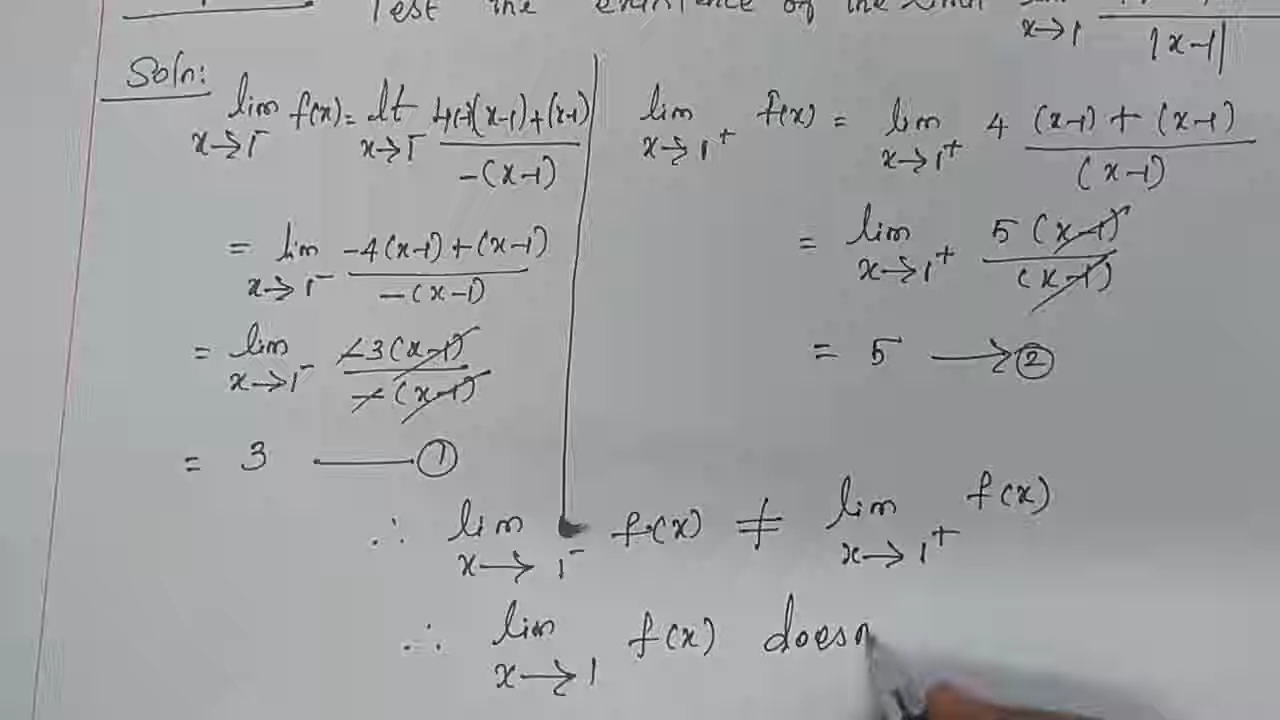 Test the existence of the limit lim x→1 |x-1|
Soln:
lim x→1⁻ f(x) = lt x→1⁻ 4(-)(x-1)+(x-1) / -(x-1)
= lim x→1⁻ -4(x-1)+(x-1) / -(x-1)
= lim x→1⁻ -3(x-1) / -(x-1)
= 3 —— ①
lim x→1⁺ f(x) = lim x→1⁺ 4 (x-1) + (x-1) / (x-1)
= lim x→1⁺ 5(x-1) / (x-1)
= 5 —→ ②
∴ lim x→1⁻ f(x) ≠ lim x→1⁺ f(x)
∴ lim x→1 f(x) doesn